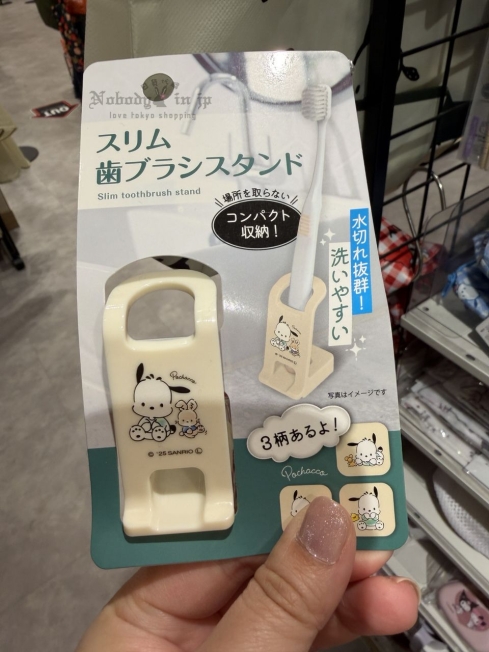 Nobody in jp
love tokyo shopping
スリム
歯ブラシスタンド
Slim toothbrush stand
場所を取らない
コンパクト
収納!
水切れ抜群!
洗いやすい
Pochacco
© '25 SANRIO Ⓛ
写真はイメージです
3柄あるよ!
Pochacco